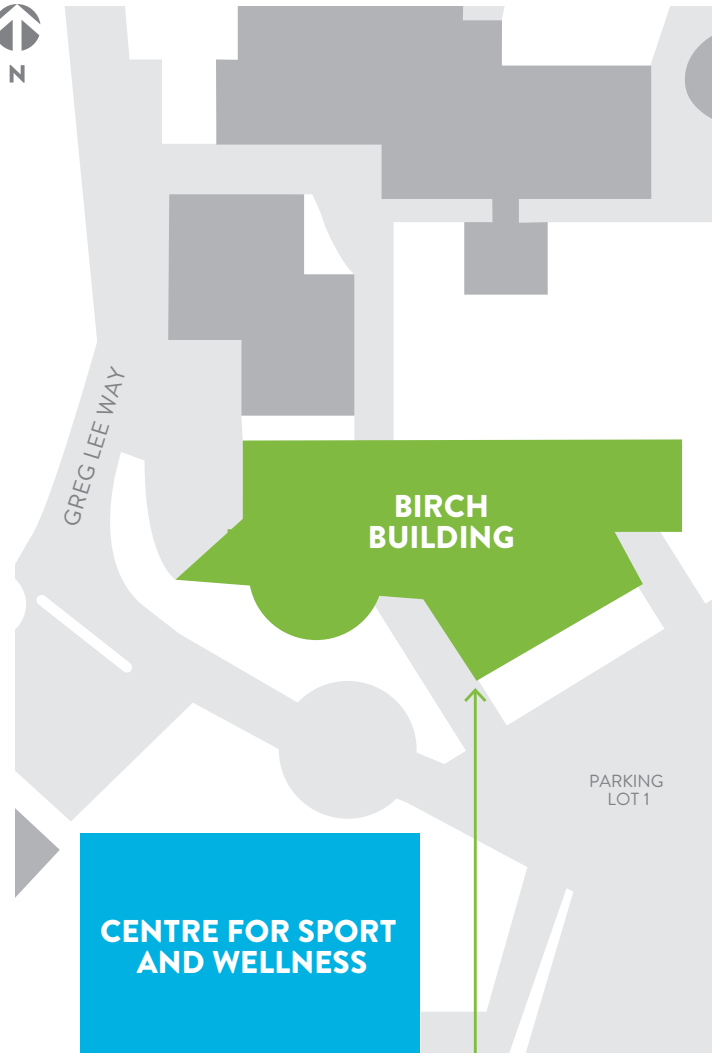 N
GREG LEE WAY
BIRCH
BUILDING
PARKING
LOT 1
CENTRE FOR SPORT
AND WELLNESS